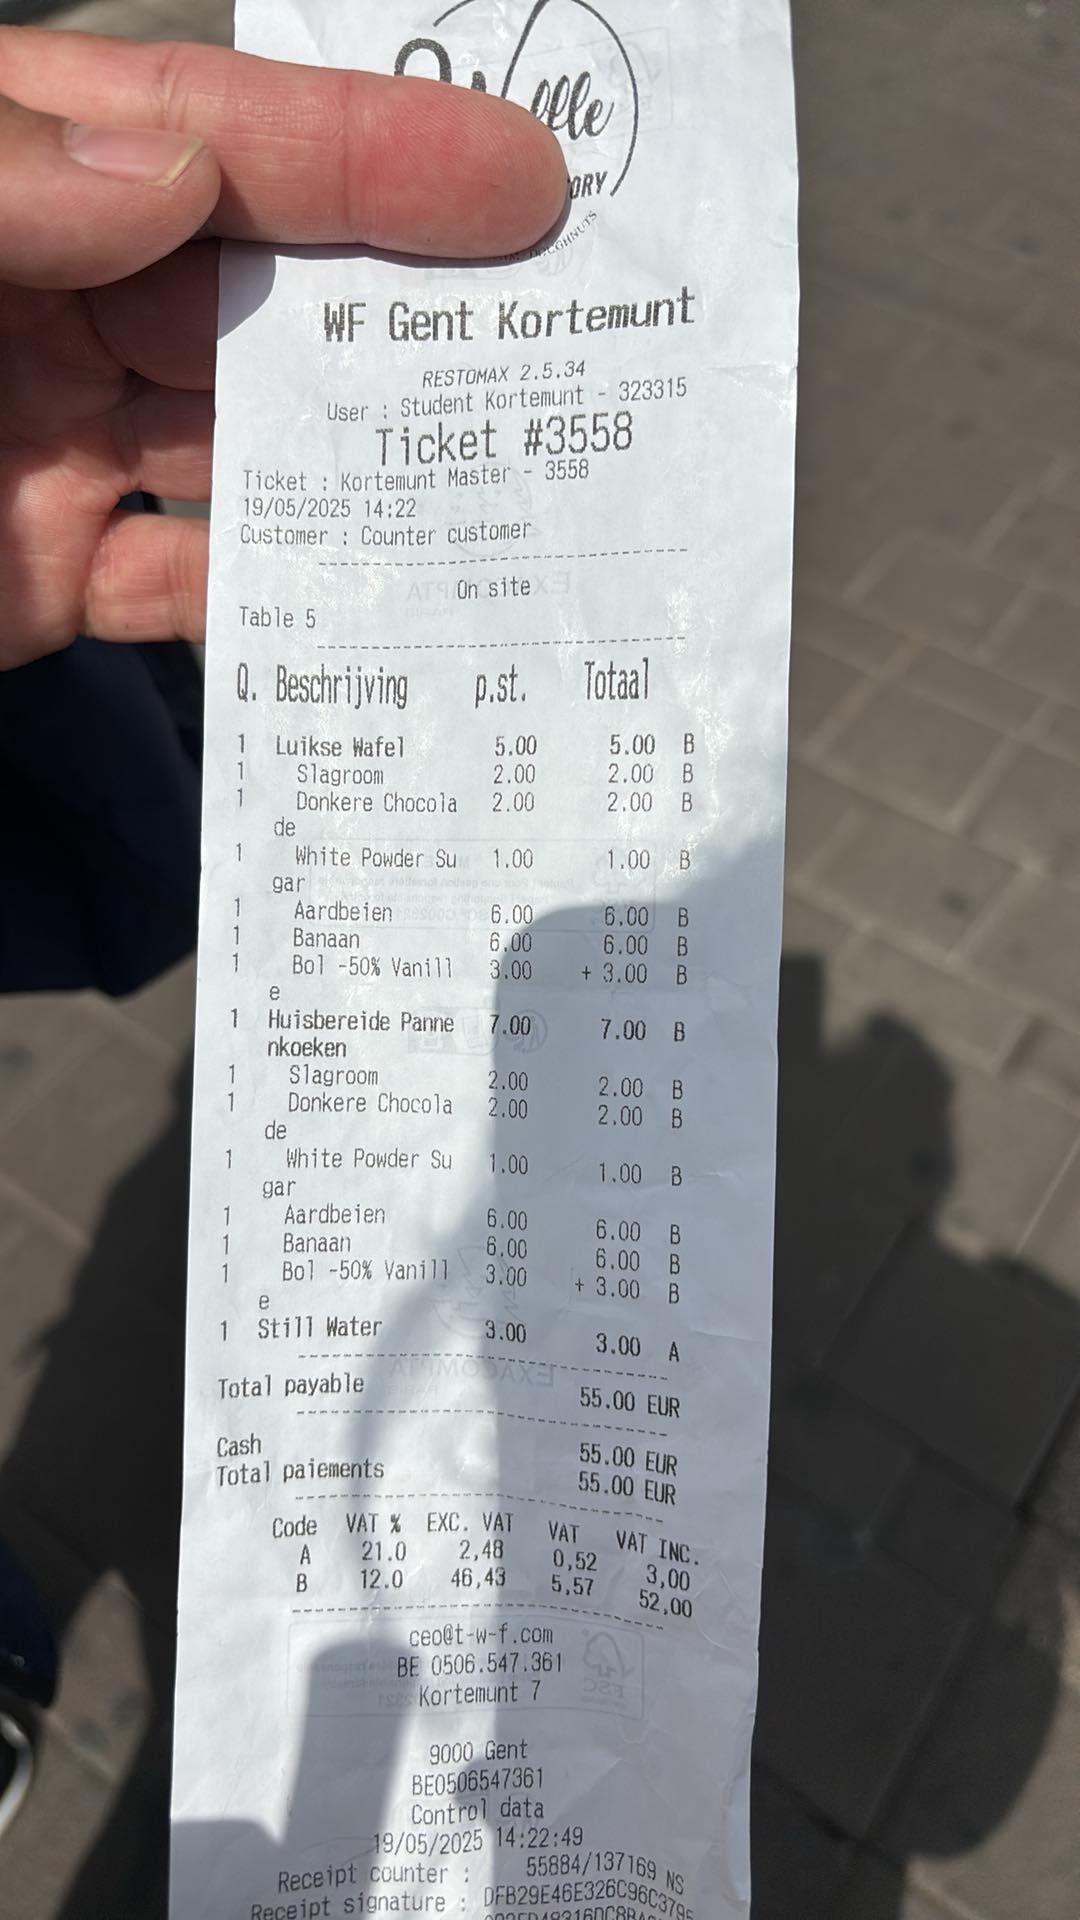 elle
ORY
DOUGHNUTS
WF Gent Kortemunt
RESTOMAX 2.5.34
User : Student Kortemunt - 323315
Ticket #3558
Ticket : Kortemunt Master - 3558
19/05/2025 14:22
Customer : Counter customer
On site
Table 5
Q. Beschrijving p.st. Totaal
1 Luikse Wafel 5.00 5.00 B
1 Slagroom 2.00 2.00 B
1 Donkere Chocola 2.00 2.00 B
de
1 White Powder Su 1.00 1.00 B
gar
1 Aardbeien 6.00 6.00 B
1 Banaan 6.00 6.00 B
1 Bol -50% Vanill 3.00 + 3.00 B
e
1 Huisbereide Panne 7.00 7.00 B
nkoeken
1 Slagroom 2.00 2.00 B
1 Donkere Chocola 2.00 2.00 B
de
1 White Powder Su 1.00 1.00 B
gar
1 Aardbeien 6.00 6.00 B
1 Banaan 6.00 6.00 B
1 Bol -50% Vanill 3.00 + 3.00 B
e
1 Still Water 3.00 3.00 A
Total payable 55.00 EUR
Cash 55.00 EUR
Total paiements 55.00 EUR
Code VAT % EXC. VAT VAT VAT INC.
A 21.0 2,48 0,52 3,00
B 12.0 46,43 5,57 52,00
ceo@t-w-f.com
BE 0506.547.361
Kortemunt 7
9000 Gent
BE0506547361
Control data
19/05/2025 14:22:49
Receipt counter : 55884/137169 NS
Receipt signature : DFB29E46E326C96C3795